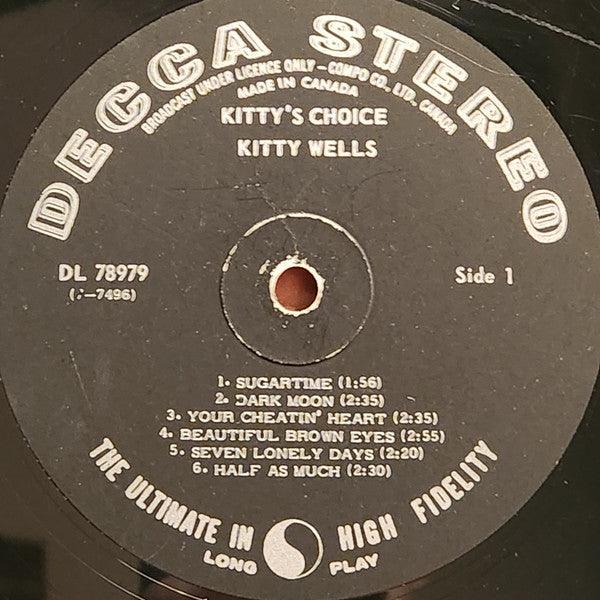 DECCA STEREO
BROADCAST UNDER LICENCE ONLY - COMPO CO., LTD., CANADA
MADE IN CANADA
KITTY'S CHOICE
KITTY WELLS
DL 78979
Side 1
1. SUGARTIME (1:56)
2. DARK MOON (2:35)
3. YOUR CHEATIN' HEART (2:35)
4. BEAUTIFUL BROWN EYES (2:55)
5. SEVEN LONELY DAYS (2:20)
6. HALF AS MUCH (2:30)
THE ULTIMATE IN HIGH FIDELITY
LONG PLAY